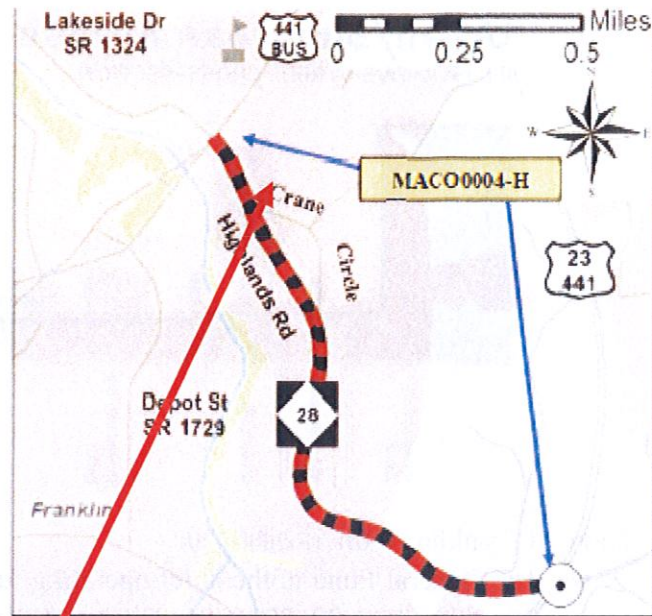 Lakeside Dr
SR 1324
441
BUS
Miles
0 0.25 0.5
N
W E
S
MACO0004-H
Crane
Circle
Highlands Rd
23
441
Depot St
SR 1729
28
Franklin